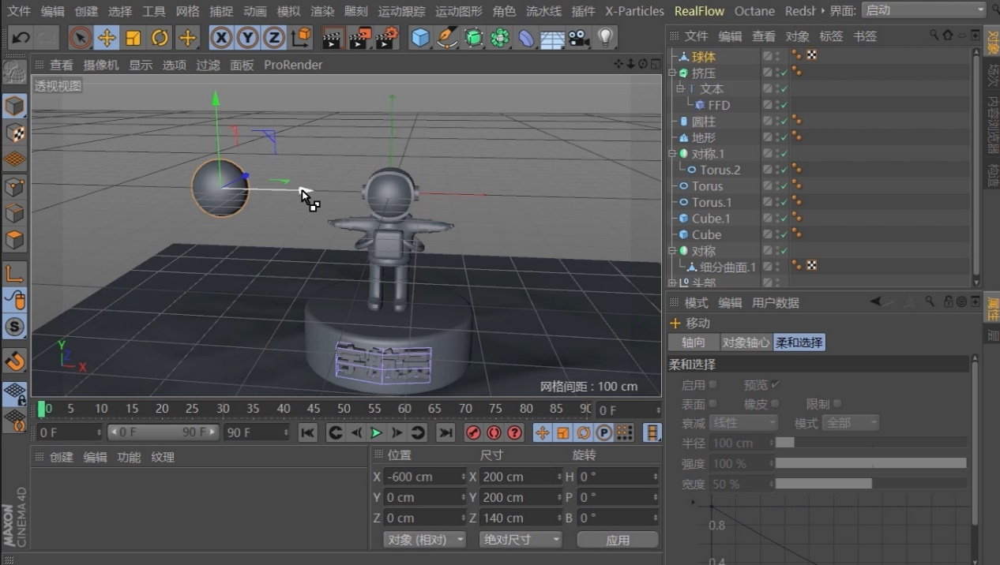 文件 编辑 创建 选择 工具 网格 捕捉 动画 模拟 渲染 雕刻 运动跟踪 运动图形 角色 流水线 插件 X-Particles RealFlow Octane Redsh 界面: 启动
查看 摄像机 显示 选项 过滤 面板 ProRender
透视视图
网格间距 : 100 cm
Y
Z
X
0 5 10 15 20 25 30 35 40 45 50 55 60 65 70 75 80 85 90 0 F
0 F 0 F 90 F 90 F
创建 编辑 功能 纹理
位置 尺寸 旋转
X -600 cm X 200 cm H 0 °
Y 0 cm Y 200 cm P 0 °
Z 0 cm Z 140 cm B 0 °
对象 (相对) 绝对尺寸 应用
MAXON
CINEMA 4D
文件 编辑 查看 对象 标签 书签
球体
挤压
文本
FFD
圆柱
地形
对称.1
Torus.2
Torus
Torus.1
Cube.1
Cube
对称
细分曲面.1
头部
对象
场次
内容浏览器
构造
模式 编辑 用户数据
移动
轴向 对象轴心 柔和选择
柔和选择
启用 预览
表面 橡皮 限制
衰减 线性 模式 全部
半径 100 cm
强度 100 %
宽度 50 %
0.8
0.4
属性
层